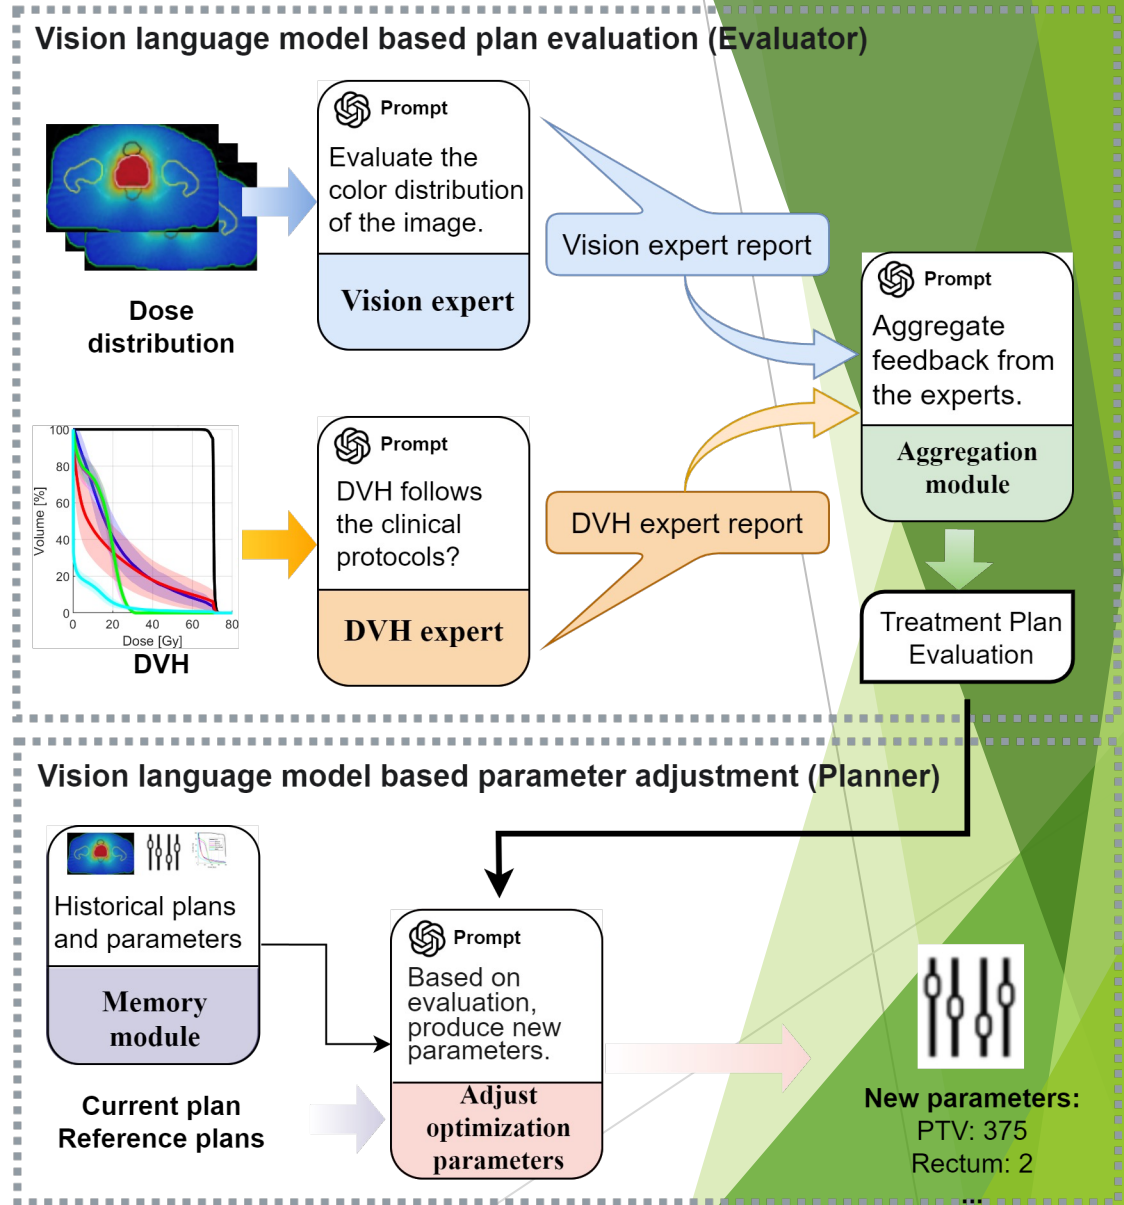 Vision language model based plan evaluation (Evaluator)
Prompt
Evaluate the
color distribution
of the image.
Vision expert
Dose
distribution
Vision expert report
Prompt
Aggregate
feedback from
the experts.
Aggregation
module
100
80
60
40
20
0
Volume [%]
0 20 40 60 80
Dose [Gy]
DVH
Prompt
DVH follows
the clinical
protocols?
DVH expert
DVH expert report
Treatment Plan
Evaluation
Vision language model based parameter adjustment (Planner)
Historical plans
and parameters
Memory
module
Current plan
Reference plans
Prompt
Based on
evaluation,
produce new
parameters.
Adjust
optimization
parameters
New parameters:
PTV: 375
Rectum: 2
...